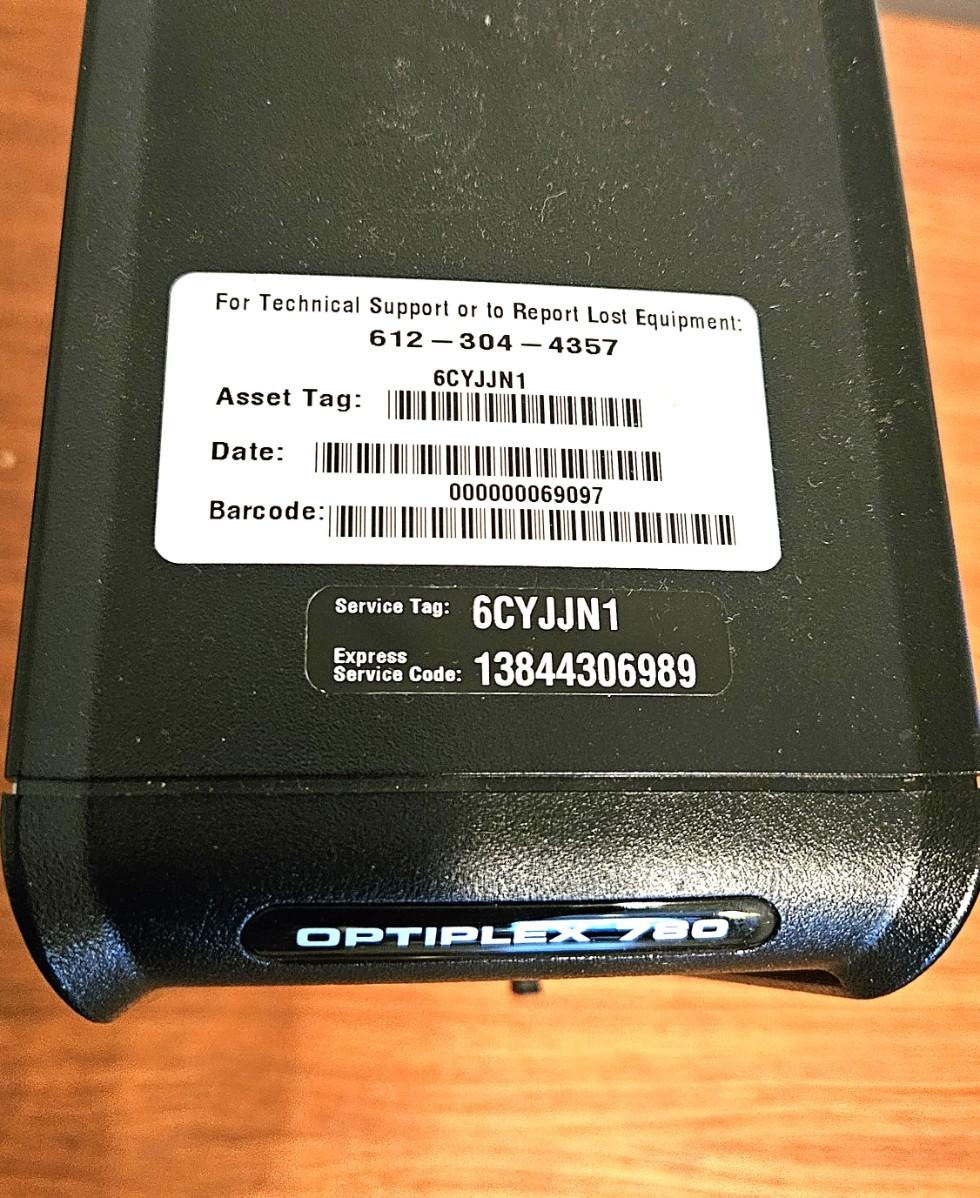 For Technical Support or to Report Lost Equipment:
612-304-4357
6CYJJN1
Asset Tag:
Date:
000000069097
Barcode:
Service Tag: 6CYJJN1
Express
Service Code: 13844306989
OPTIPLEX 780